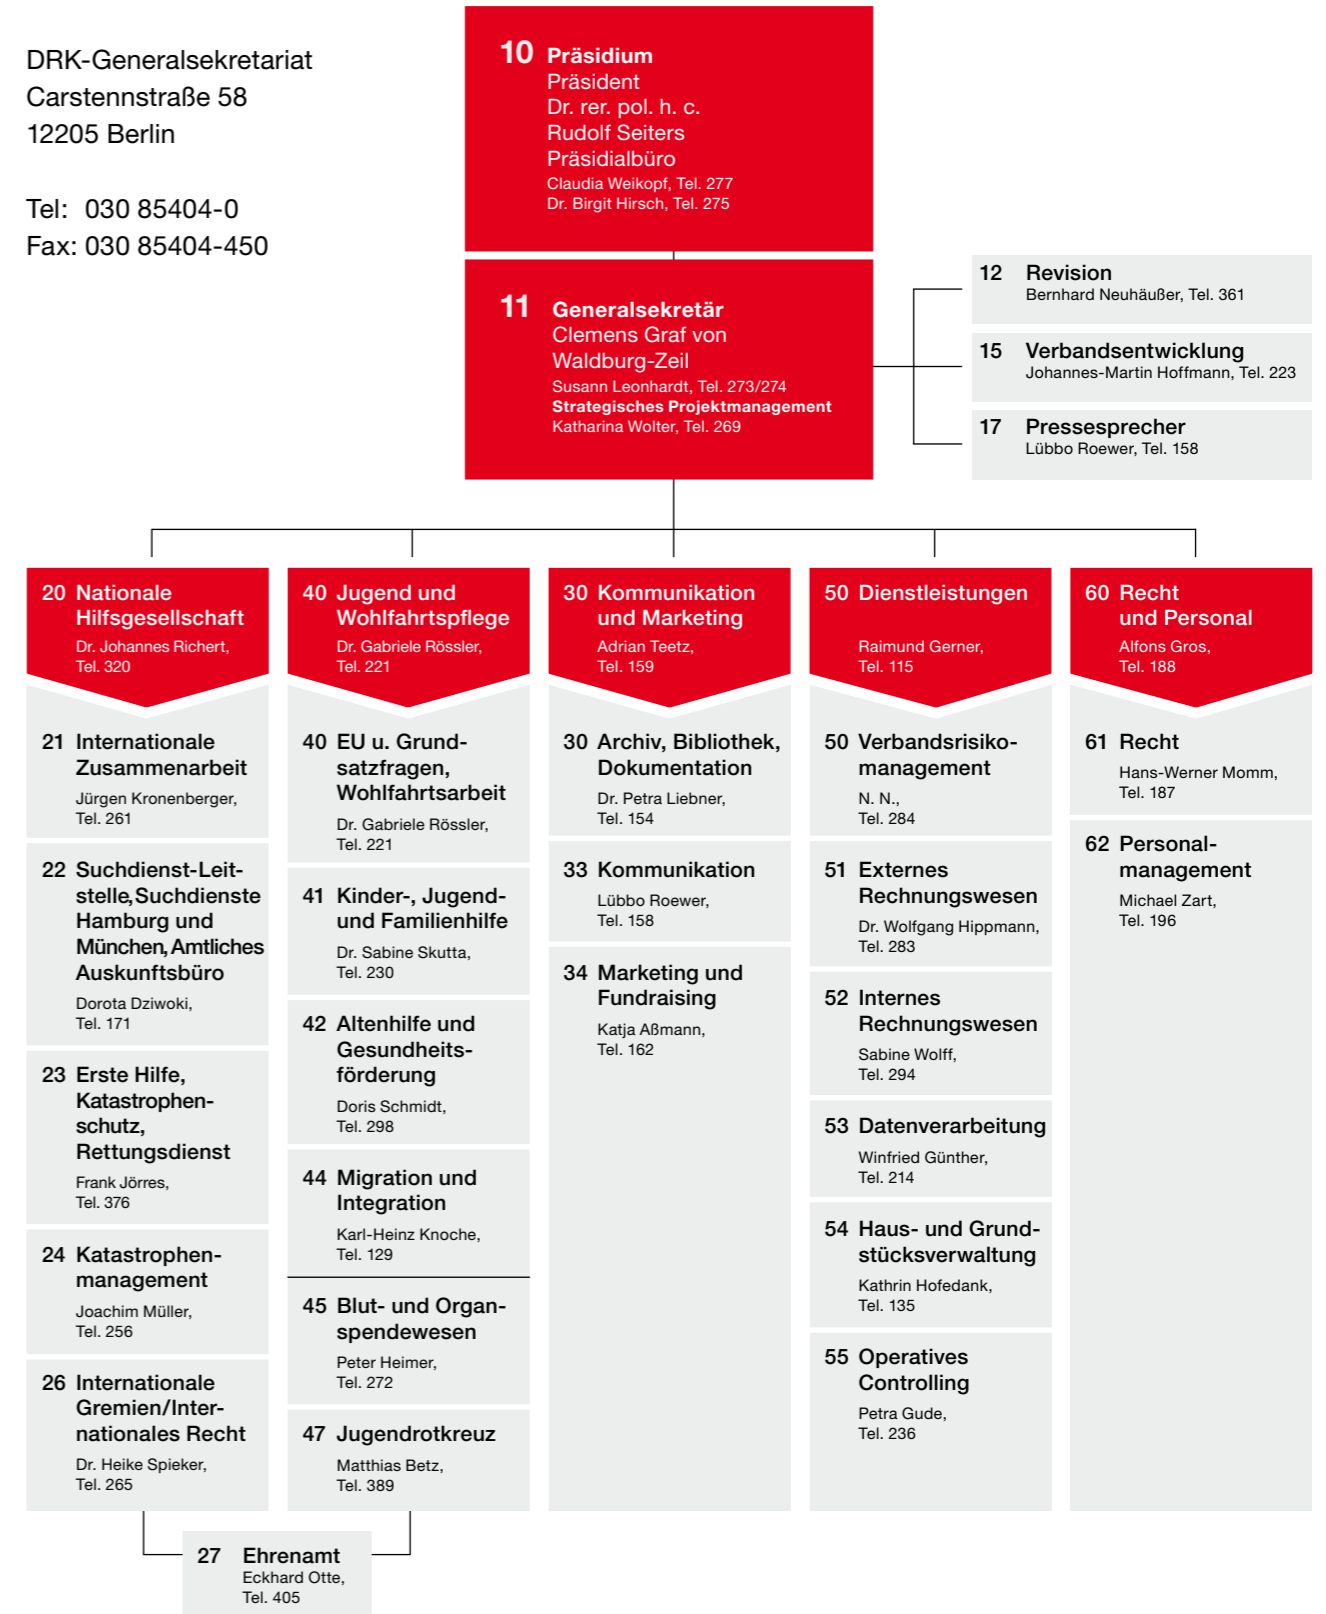 DRK-Generalsekretariat
Carstennstraße 58
12205 Berlin
Tel: 030 85404-0
Fax: 030 85404-450
10 Präsidium
Präsident
Dr. rer. pol. h. c.
Rudolf Seiters
Präsidialbüro
Claudia Weikopf, Tel. 277
Dr. Birgit Hirsch, Tel. 275
11 Generalsekretär
Clemens Graf von
Waldburg-Zeil
Susann Leonhardt, Tel. 273/274
Strategisches Projektmanagement
Katharina Wolter, Tel. 269
12 Revision
Bernhard Neuhäußer, Tel. 361
15 Verbandsentwicklung
Johannes-Martin Hoffmann, Tel. 223
17 Pressesprecher
Lübbo Roewer, Tel. 158
20 Nationale
Hilfsgesellschaft
Dr. Johannes Richert,
Tel. 320
21 Internationale
Zusammenarbeit
Jürgen Kronenberger,
Tel. 261
22 Suchdienst-Leit-
stelle, Suchdienste
Hamburg und
München, Amtliches
Auskunftsbüro
Dorota Dziwoki,
Tel. 171
23 Erste Hilfe,
Katastrophen-
schutz,
Rettungsdienst
Frank Jörres,
Tel. 376
24 Katastrophen-
management
Joachim Müller,
Tel. 256
26 Internationale
Gremien/Inter-
nationales Recht
Dr. Heike Spieker,
Tel. 265
40 Jugend und
Wohlfahrtspflege
Dr. Gabriele Rössler,
Tel. 221
40 EU u. Grund-
satzfragen,
Wohlfahrtsarbeit
Dr. Gabriele Rössler,
Tel. 221
41 Kinder-, Jugend-
und Familienhilfe
Dr. Sabine Skutta,
Tel. 230
42 Altenhilfe und
Gesundheits-
förderung
Doris Schmidt,
Tel. 298
44 Migration und
Integration
Karl-Heinz Knoche,
Tel. 129
45 Blut- und Organ-
spendewesen
Peter Heimer,
Tel. 272
47 Jugendrotkreuz
Matthias Betz,
Tel. 389
27 Ehrenamt
Eckhard Otte,
Tel. 405
30 Kommunikation
und Marketing
Adrian Teetz,
Tel. 159
30 Archiv, Bibliothek,
Dokumentation
Dr. Petra Liebner,
Tel. 154
33 Kommunikation
Lübbo Roewer,
Tel. 158
34 Marketing und
Fundraising
Katja Aßmann,
Tel. 162
50 Dienstleistungen
Raimund Gerner,
Tel. 115
50 Verbandsrisiko-
management
N. N.,
Tel. 284
51 Externes
Rechnungswesen
Dr. Wolfgang Hippmann,
Tel. 283
52 Internes
Rechnungswesen
Sabine Wolff,
Tel. 294
53 Datenverarbeitung
Winfried Günther,
Tel. 214
54 Haus- und Grund-
stücksverwaltung
Kathrin Hofedank,
Tel. 135
55 Operatives
Controlling
Petra Gude,
Tel. 236
60 Recht
und Personal
Alfons Gros,
Tel. 188
61 Recht
Hans-Werner Momm,
Tel. 187
62 Personal-
management
Michael Zart,
Tel. 196